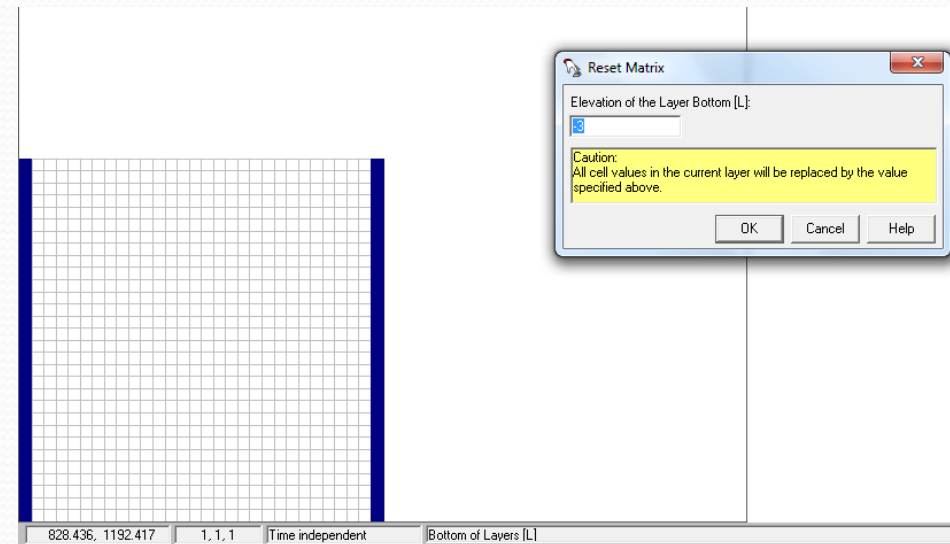 Reset Matrix
Elevation of the Layer Bottom [L]:
-3
Caution:
All cell values in the current layer will be replaced by the value
specified above.
OK Cancel Help
828.436, 1192.417 1, 1, 1 Time independent Bottom of Layers [L]